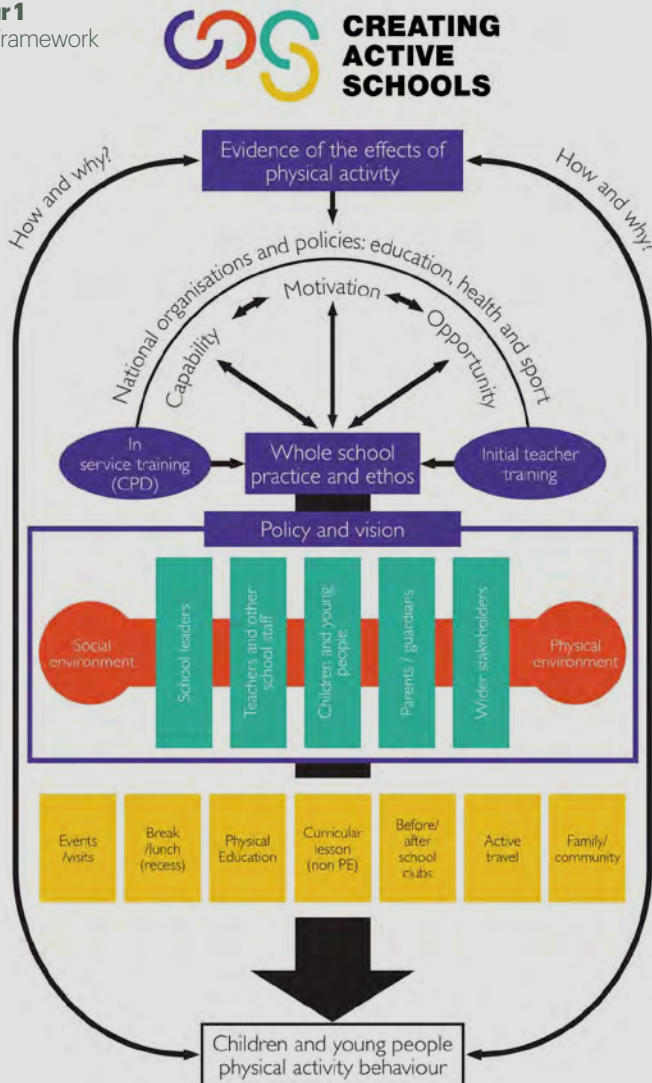 r 1
ramework
CREATING
ACTIVE
SCHOOLS
How and why?
Evidence of the effects of
physical activity
How and why?
National organisations and policies: education, health and sport
Capability
Motivation
Opportunity
In
service training
(CPD)
Whole school
practice and ethos
Initial teacher
training
Policy and vision
Social
environment
School leaders
Teachers and other
school staff
Children and young
people
Parents / guardians
Wider stakeholders
Physical
environment
Events
/visits
Break
/lunch
(recess)
Physical
Education
Curricular
lesson
(non PE)
Before/
after
school
clubs
Active
travel
Family/
community
Children and young people
physical activity behaviour